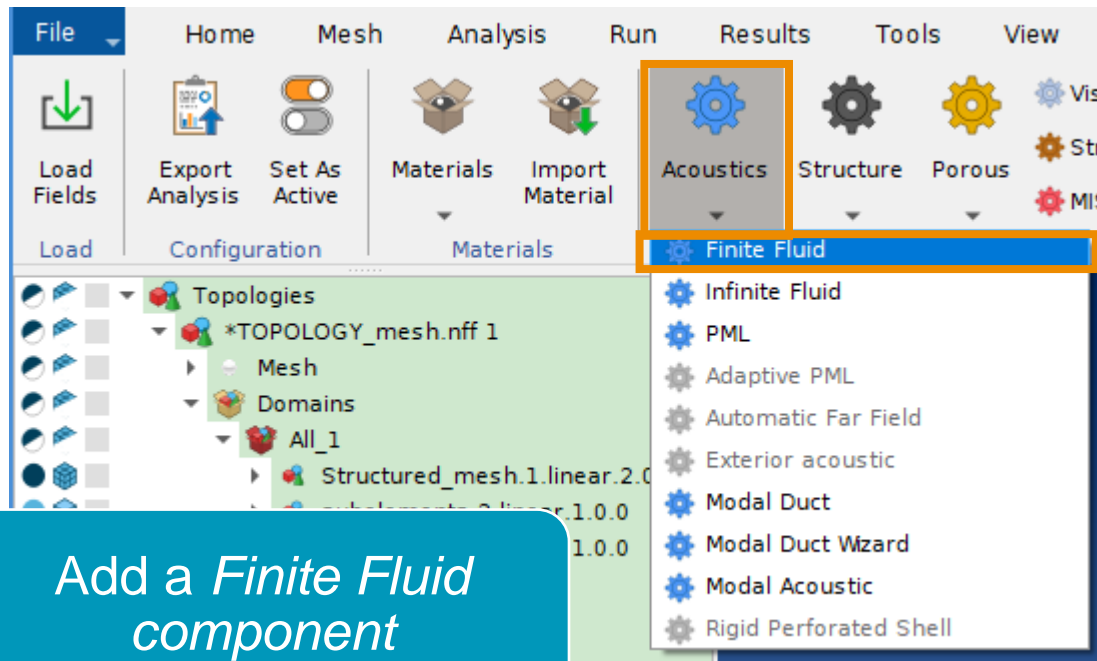 File Home Mesh Analysis Run Results Tools View
Load Fields
Export Analysis
Set As Active
Materials
Import Material
Acoustics
Structure
Porous
Load
Configuration
Materials
Topologies
*TOPOLOGY_mesh.nff 1
Mesh
Domains
All_1
Structured_mesh.1.linear.2.0
1.0.0
Finite Fluid
Infinite Fluid
PML
Adaptive PML
Automatic Far Field
Exterior acoustic
Modal Duct
Modal Duct Wizard
Modal Acoustic
Rigid Perforated Shell
Add a Finite Fluid
component